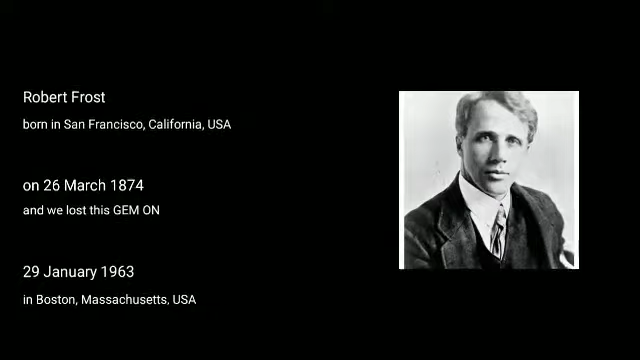 Robert Frost
born in San Francisco, California, USA
on 26 March 1874
and we lost this GEM ON
29 January 1963
in Boston, Massachusetts, USA